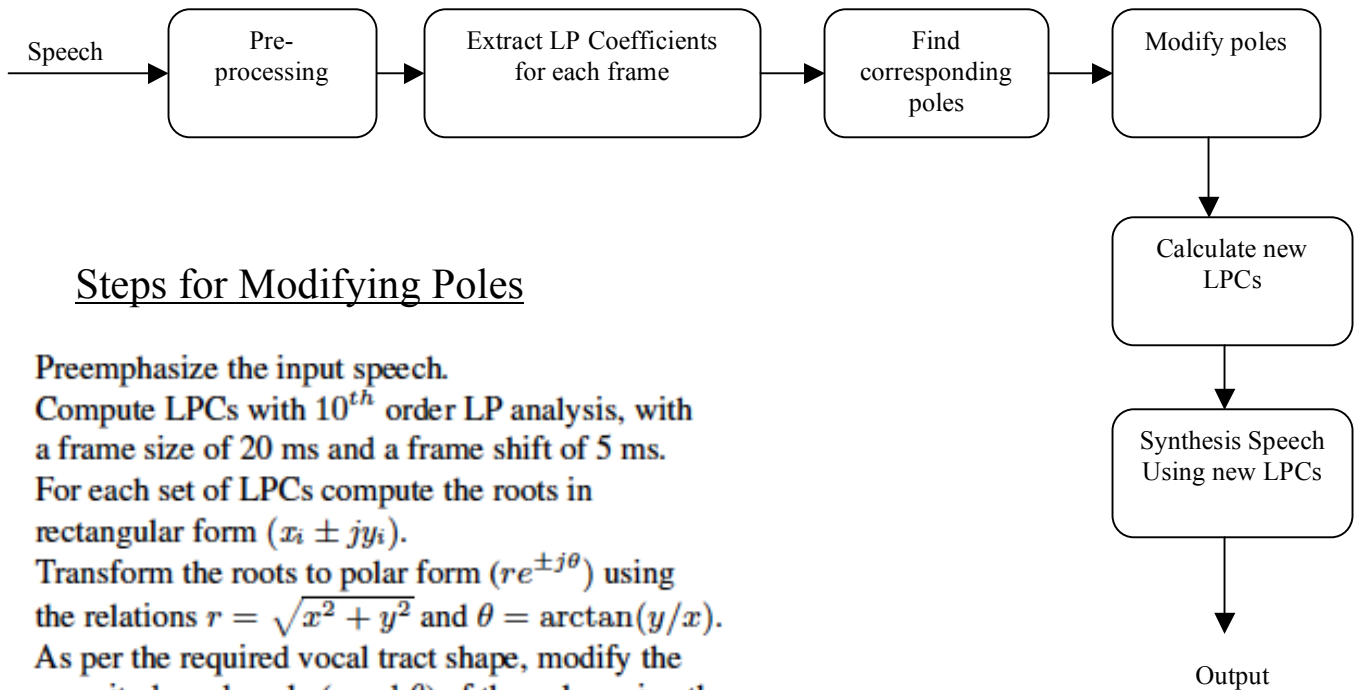 Speech
Pre-
processing
Extract LP Coefficients
for each frame
Find
corresponding
poles
Modify poles
Calculate new
LPCs
Synthesis Speech
Using new LPCs
Output
Steps for Modifying Poles
Preemphasize the input speech.
Compute LPCs with 10^{th} order LP analysis, with
a frame size of 20 ms and a frame shift of 5 ms.
For each set of LPCs compute the roots in
rectangular form (x_i ± jy_i).
Transform the roots to polar form (re^{±jθ}) using
the relations r = √(x² + y²) and θ = arctan(y/x).
As per the required vocal tract shape, modify the